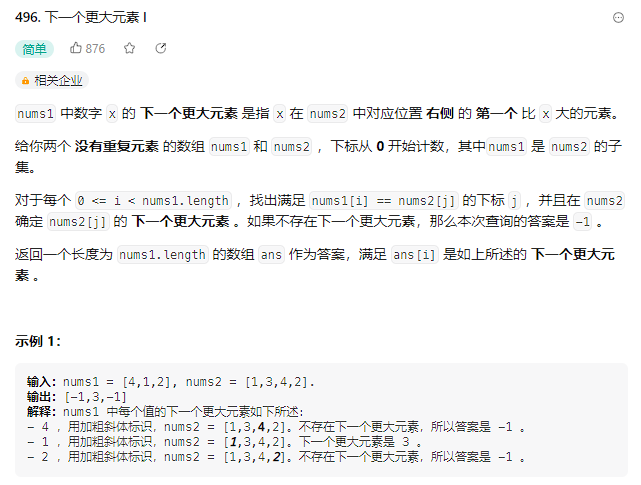 496. 下一个更大元素 I
简单 876
相关企业
nums1 中数字 x 的 下一个更大元素 是指 x 在 nums2 中对应位置 右侧 的 第一个 比 x 大的元素。
给你两个 没有重复元素 的数组 nums1 和 nums2 ，下标从 0 开始计数，其中nums1 是 nums2 的子
集。
对于每个 0 <= i < nums1.length ，找出满足 nums1[i] == nums2[j] 的下标 j ，并且在 nums2
确定 nums2[j] 的 下一个更大元素 。如果不存在下一个更大元素，那么本次查询的答案是 -1 。
返回一个长度为 nums1.length 的数组 ans 作为答案，满足 ans[i] 是如上所述的 下一个更大元
素 。
示例 1：
输入：nums1 = [4,1,2], nums2 = [1,3,4,2].
输出：[-1,3,-1]
解释：nums1 中每个值的下一个更大元素如下所述：
- 4 ，用加粗斜体标识，nums2 = [1,3,4,2]。不存在下一个更大元素，所以答案是 -1 。
- 1 ，用加粗斜体标识，nums2 = [1,3,4,2]。下一个更大元素是 3 。
- 2 ，用加粗斜体标识，nums2 = [1,3,4,2]。不存在下一个更大元素，所以答案是 -1 。